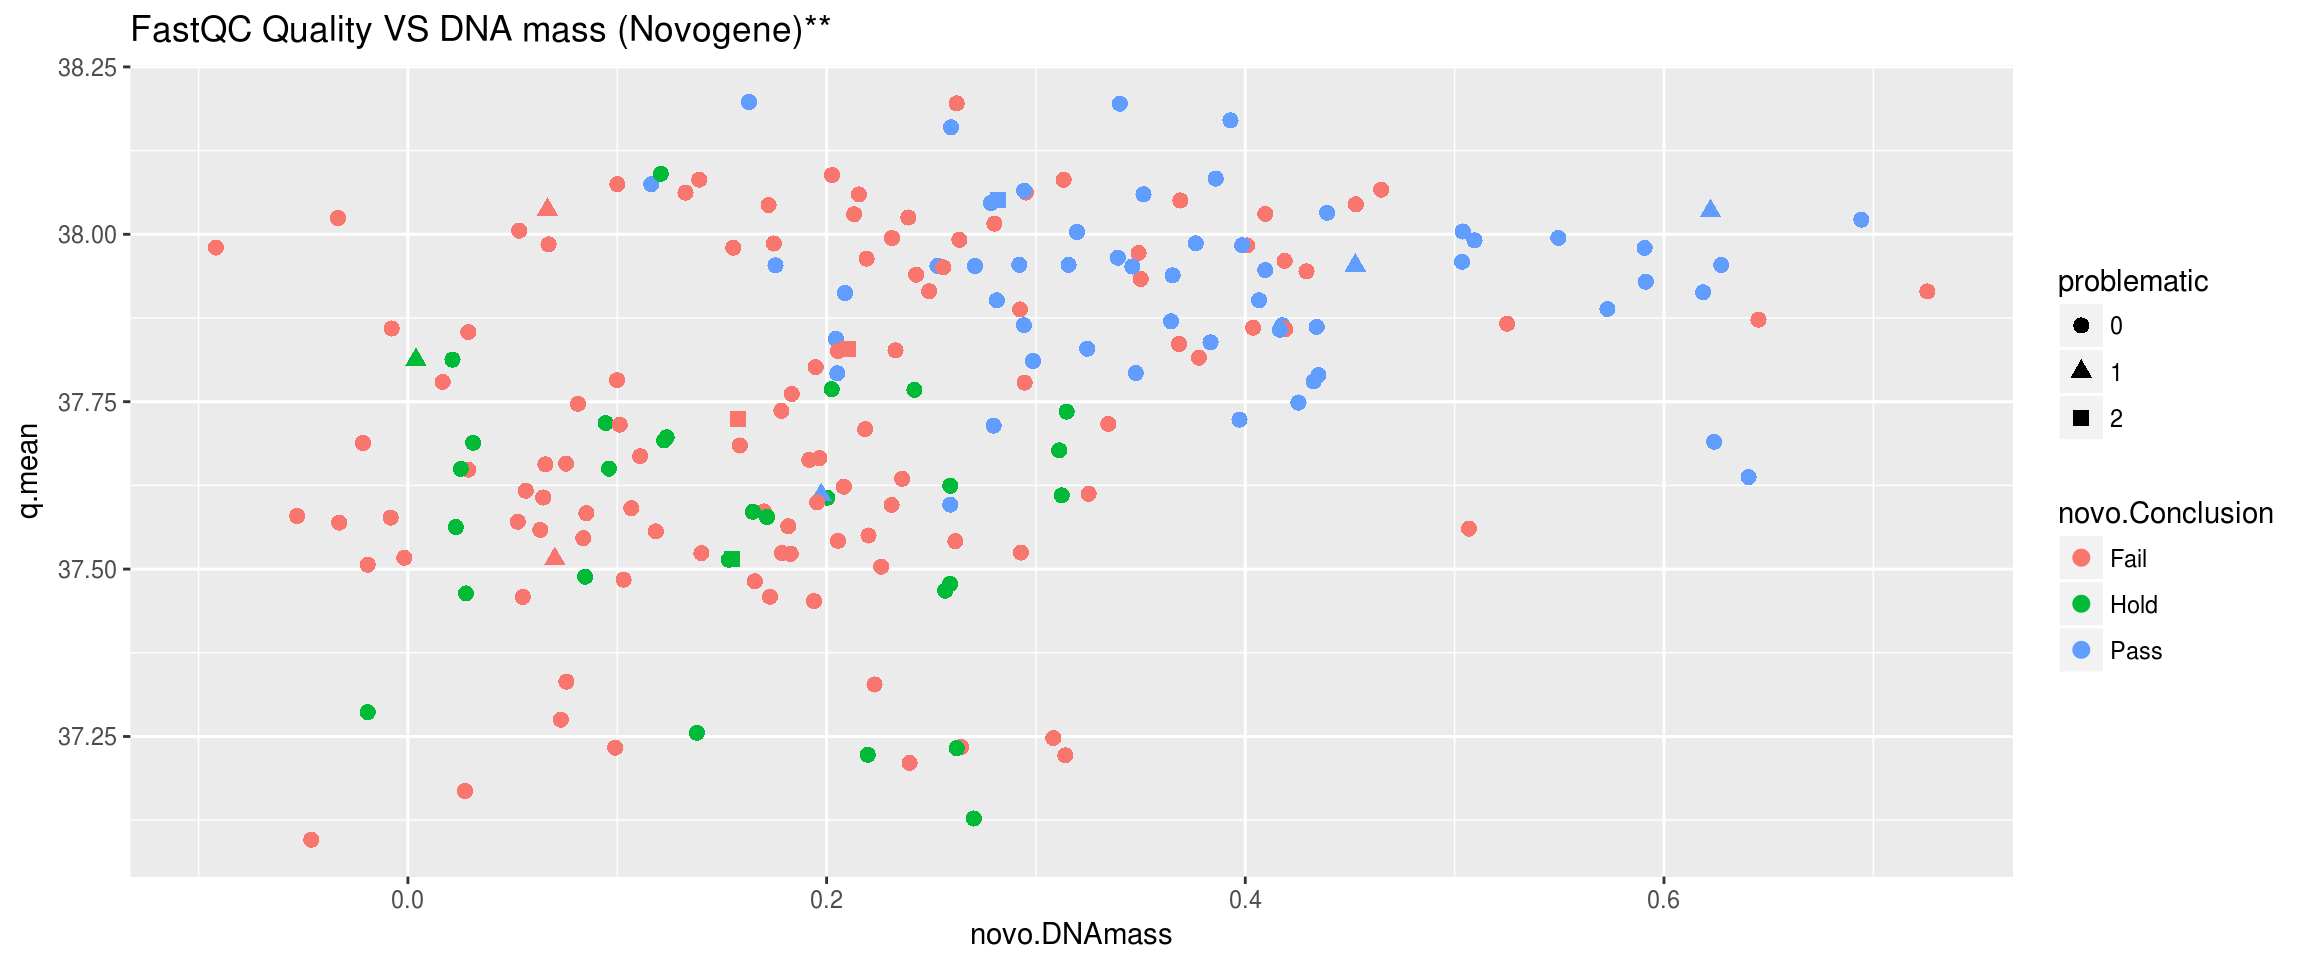 FastQC Quality VS DNA mass (Novogene)**
38.25
38.00
37.75
37.50
37.25
q.mean
0.0
0.2
0.4
0.6
novo.DNAmass
problematic
0
1
2
novo.Conclusion
Fail
Hold
Pass